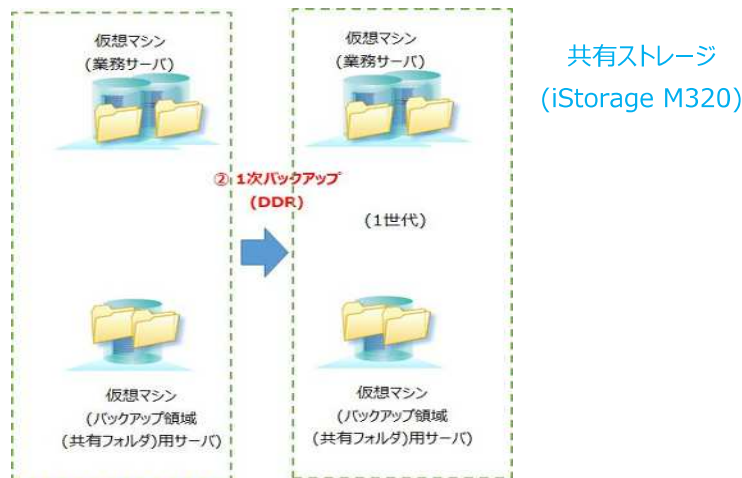 仮想マシン
(業務サーバ)
仮想マシン
(業務サーバ)
共有ストレージ
(iStorage M320)
② 1次バックアップ
(DDR)
(1世代)
仮想マシン
(バックアップ領域
(共有フォルダ)用サーバ)
仮想マシン
(バックアップ領域
(共有フォルダ)用サーバ)